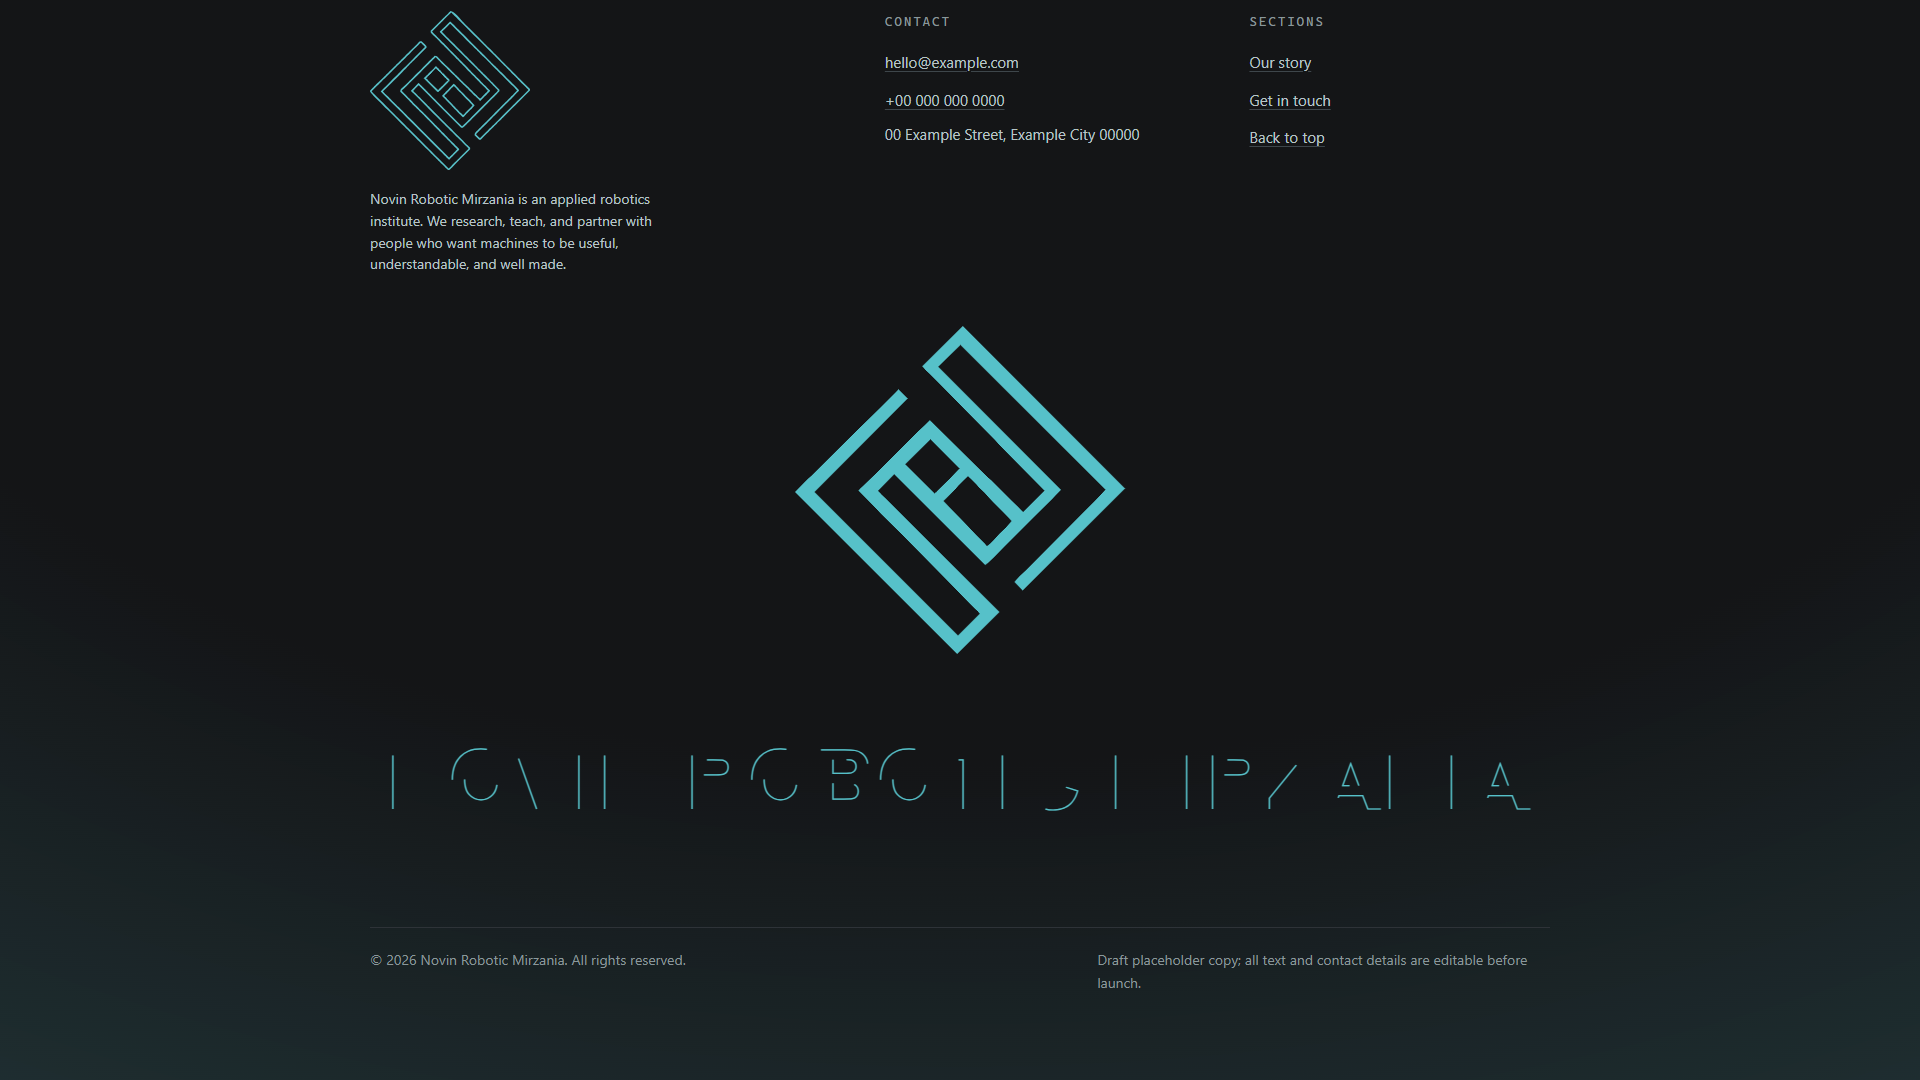 CONTACT
hello@example.com
+00 000 000 0000
00 Example Street, Example City 00000
SECTIONS
Our story
Get in touch
Back to top
Novin Robotic Mirzania is an applied robotics
institute. We research, teach, and partner with
people who want machines to be useful,
understandable, and well made.
© 2026 Novin Robotic Mirzania. All rights reserved.
Draft placeholder copy; all text and contact details are editable before
launch.